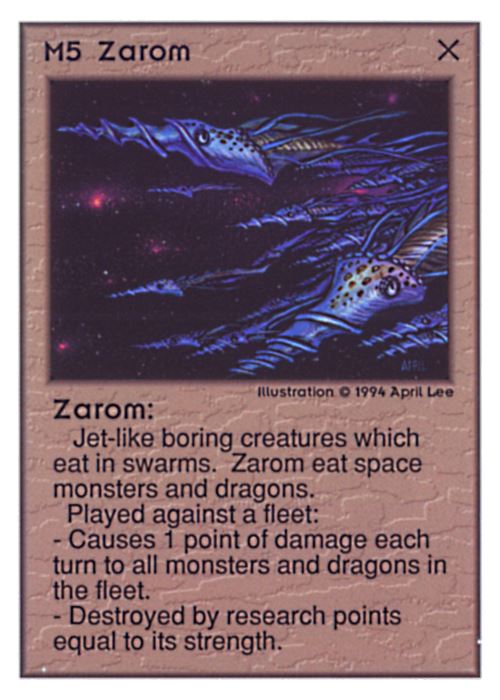 M5 Zarom X
APRIL
Illustration © 1994 April Lee
Zarom:
Jet-like boring creatures which
eat in swarms. Zarom eat space
monsters and dragons.
Played against a fleet:
- Causes 1 point of damage each
turn to all monsters and dragons in
the fleet.
- Destroyed by research points
equal to its strength.